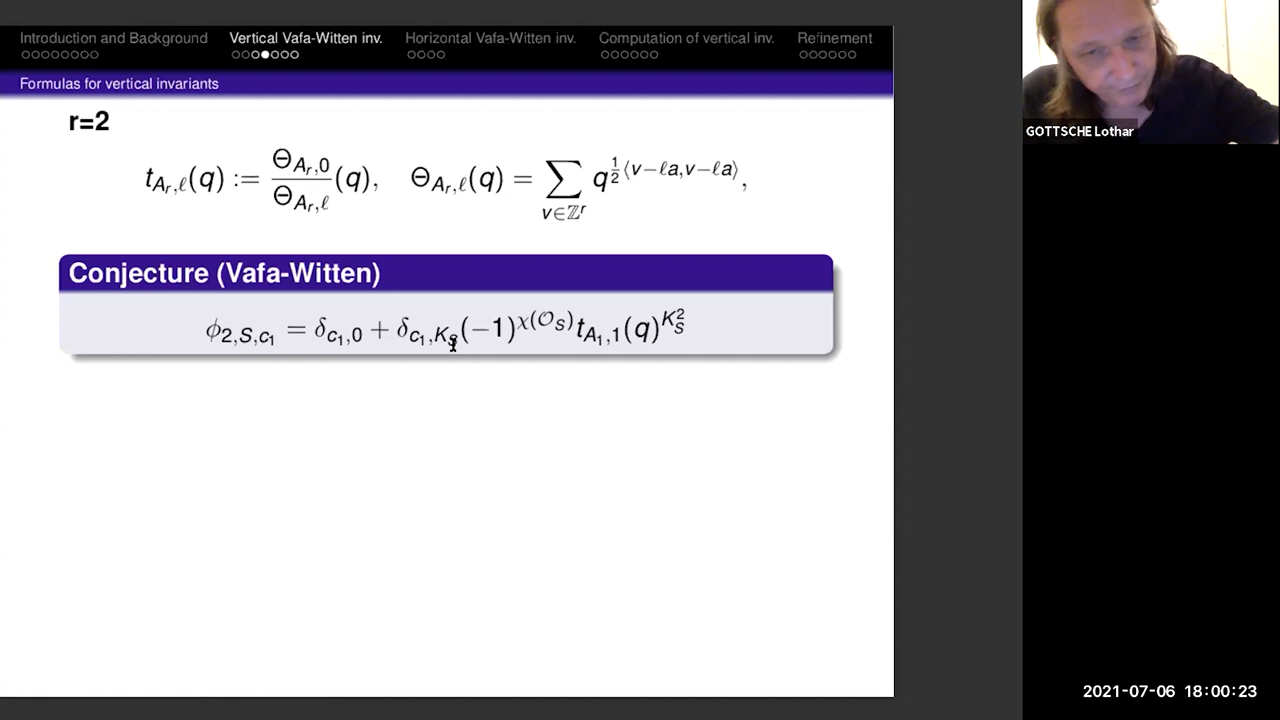 Introduction and Background Vertical Vafa-Witten inv. Horizontal Vafa-Witten inv. Computation of vertical inv. Refinement
Formulas for vertical invariants
r=2
t_{A_r,ℓ}(q) := \frac{Θ_{A_r,0}}{Θ_{A_r,ℓ}}(q), Θ_{A_r,ℓ}(q) = \sum_{v∈ℤ^r} q^{\frac{1}{2}⟨v−ℓa,v−ℓa⟩},
Conjecture (Vafa-Witten)
ϕ_{2,S,c_1} = δ_{c_1,0} + δ_{c_1,K_S}(−1)^{χ(𝒪_S)} t_{A_1,1}(q)^{K_S^2}
GOTTSCHE Lothar
2021-07-06 18:00:23